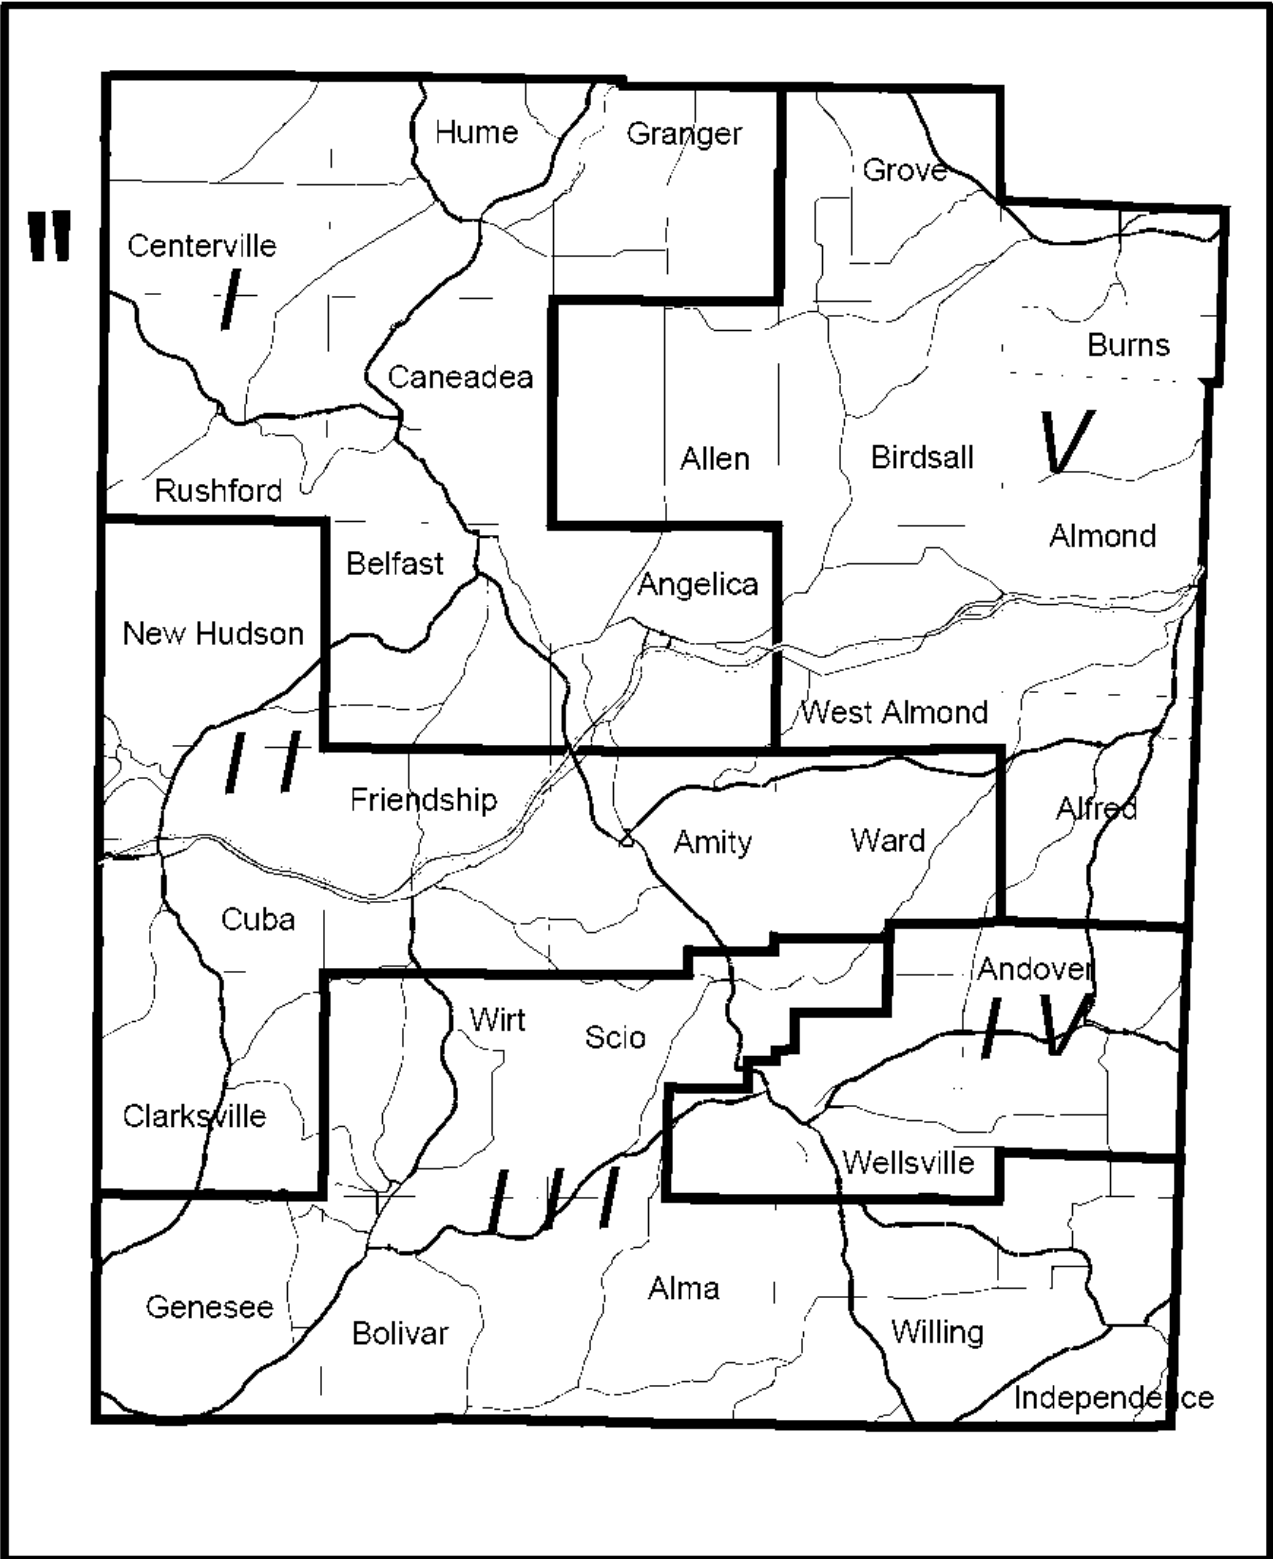 Hume
Granger
Grove
"
Centerville
I
Burns
Caneadea
V
Allen
Birdsall
Rushford
Almond
Belfast
Angelica
New Hudson
West Almond
II
Friendship
Alfred
Amity
Ward
Cuba
Andover
Wirt
IV
Scio
Clarksville
Wellsville
III
Alma
Genesee
Bolivar
Willing
Independence